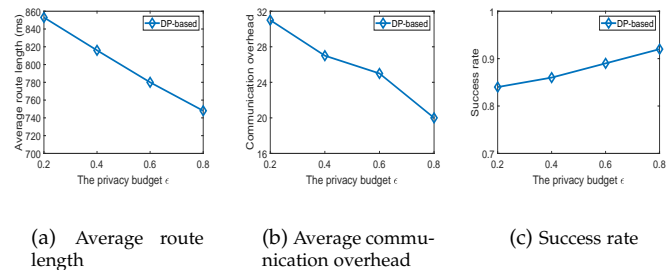 860
840
820
800
780
760
740
720
700
Average route length (ms)
DP-based
0.2 0.4 0.6 0.8
The privacy budget ϵ
(a) Average route
length
32
28
24
20
16
Communication overhead
DP-based
0.2 0.4 0.6 0.8
The privacy budget ϵ
(b) Average commu-
nication overhead
1
0.9
0.8
0.7
Success rate
DP-based
0.2 0.4 0.6 0.8
The privacy budget ϵ
(c) Success rate